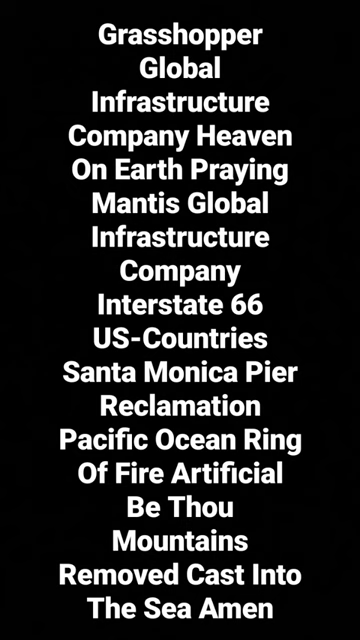 Grasshopper
Global
Infrastructure
Company Heaven
On Earth Praying
Mantis Global
Infrastructure
Company
Interstate 66
US-Countries
Santa Monica Pier
Reclamation
Pacific Ocean Ring
Of Fire Artificial
Be Thou
Mountains
Removed Cast Into
The Sea Amen